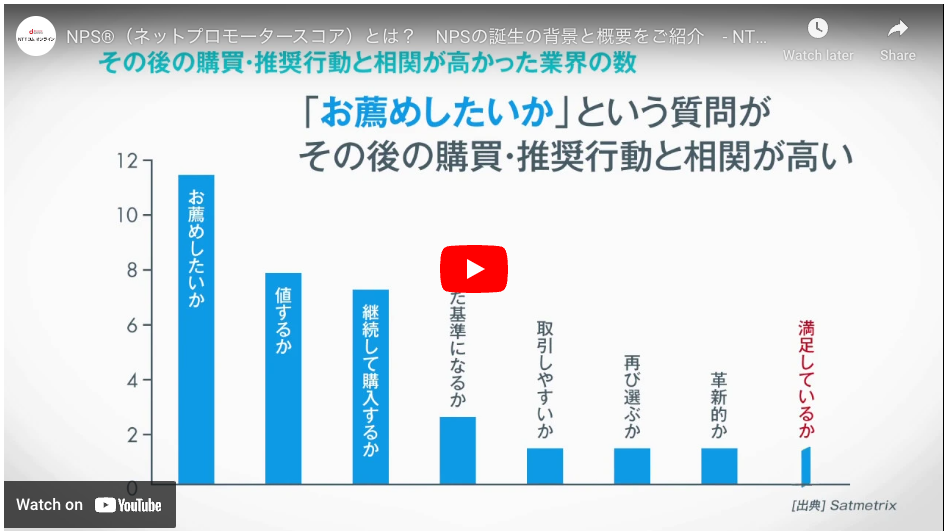 NPS®（ネットプロモータースコア）とは？　NPSの誕生の背景と概要をご紹介　- NT...
Watch later
Share
その後の購買･推奨行動と相関が高かった業界の数
「お薦めしたいか」という質問が
その後の購買･推奨行動と相関が高い
12
10
8
6
4
2
0
お薦めしたいか
値するか
継続して購入するか
た基準になるか
取引しやすいか
再び選ぶか
革新的か
満足しているか
[出典] Satmetrix
Watch on YouTube